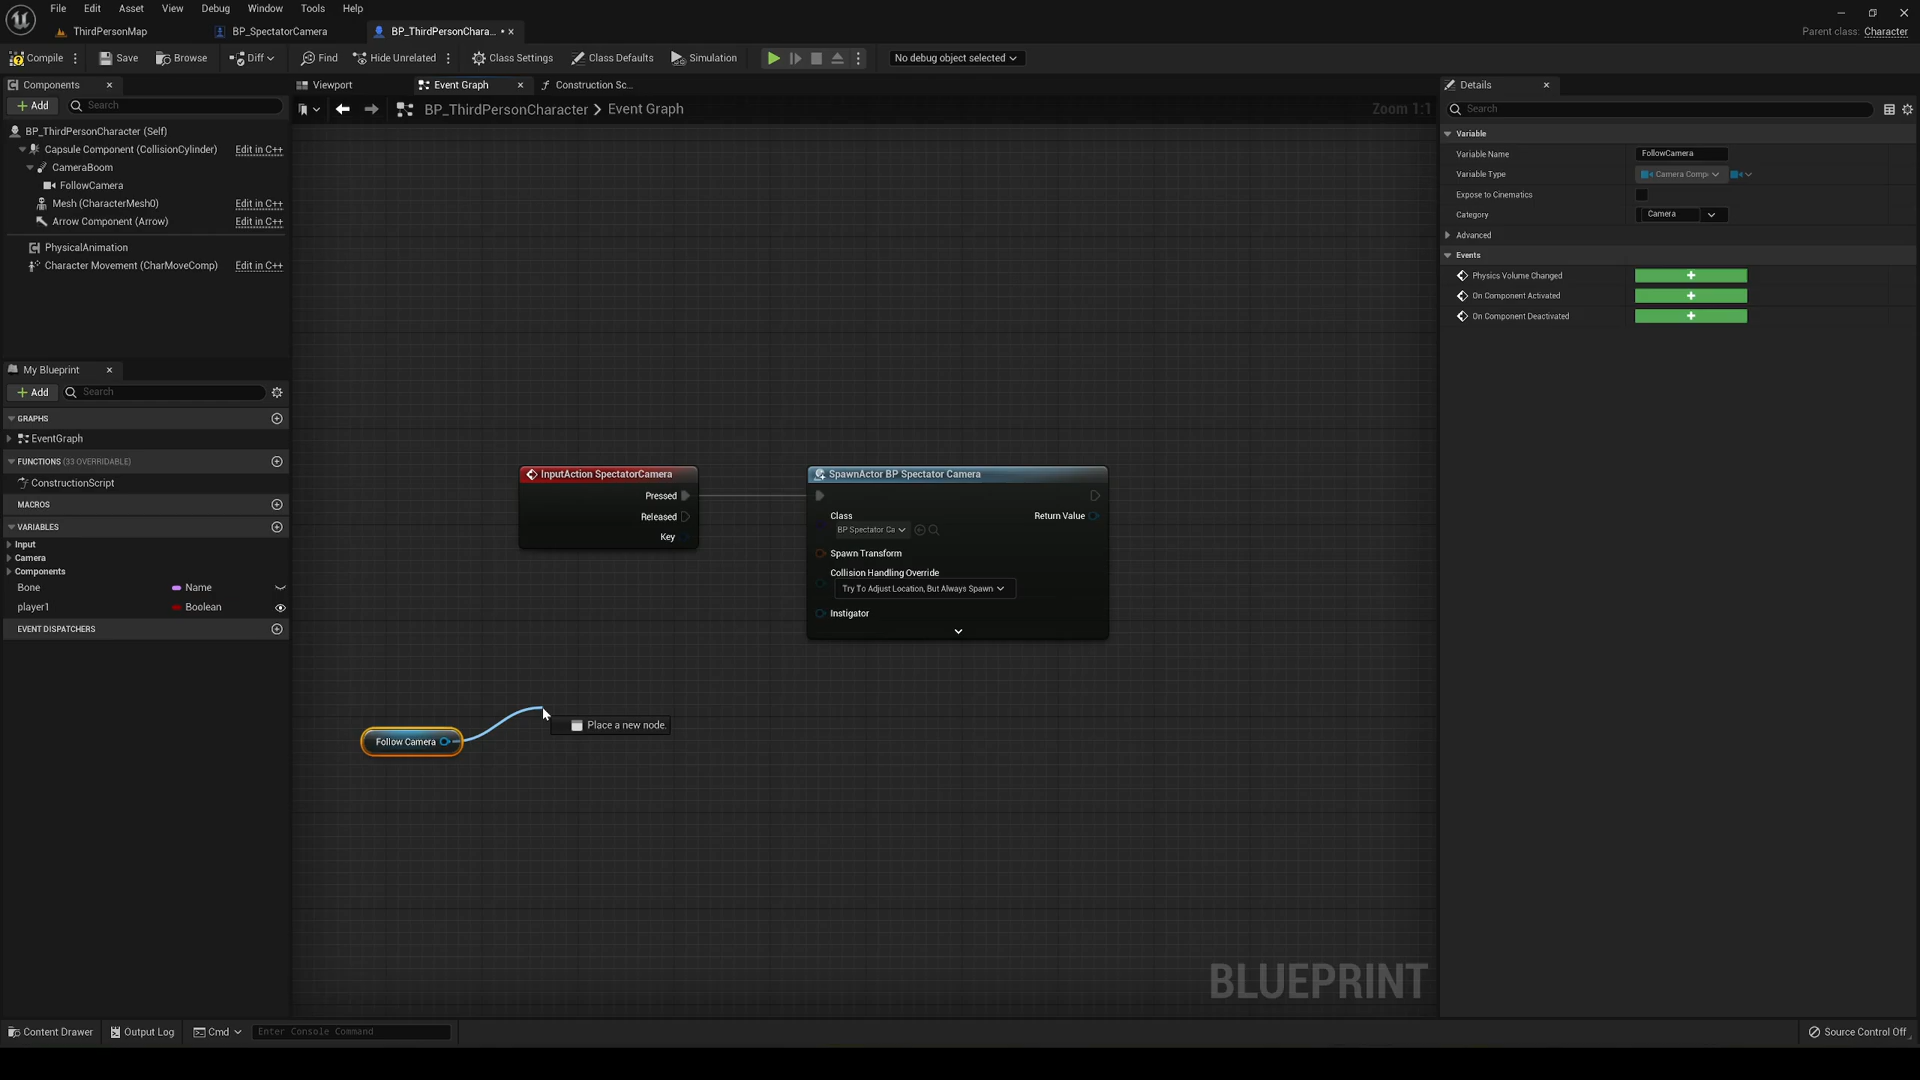 File Edit Asset View Debug Window Tools Help
ThirdPersonMap BP_SpectatorCamera BP_ThirdPersonChara... •
Parent class: Character
Compile Save Browse Diff Find Hide Unrelated Class Settings Class Defaults Simulation No debug object selected
Components
Add Search
BP_ThirdPersonCharacter (Self)
Capsule Component (CollisionCylinder) Edit in C++
CameraBoom
FollowCamera
Mesh (CharacterMesh0) Edit in C++
Arrow Component (Arrow) Edit in C++
PhysicalAnimation
Character Movement (CharMoveComp) Edit in C++
My Blueprint
Add Search
GRAPHS
EventGraph
FUNCTIONS (33 OVERRIDABLE)
ConstructionScript
MACROS
VARIABLES
Input
Camera
Components
Bone Name
player1 Boolean
EVENT DISPATCHERS
Viewport Event Graph Construction Sc...
BP_ThirdPersonCharacter > Event Graph Zoom 1:1
InputAction SpectatorCamera
Pressed
Released
Key
SpawnActor BP Spectator Camera
Class Return Value
BP Spectator Ca
Spawn Transform
Collision Handling Override
Try To Adjust Location, But Always Spawn
Instigator
Follow Camera
Place a new node.
BLUEPRINT
Details
Search
Variable
Variable Name FollowCamera
Variable Type Camera Comp
Expose to Cinematics
Category Camera
Advanced
Events
Physics Volume Changed
On Component Activated
On Component Deactivated
Content Drawer Output Log Cmd Enter Console Command Source Control Off